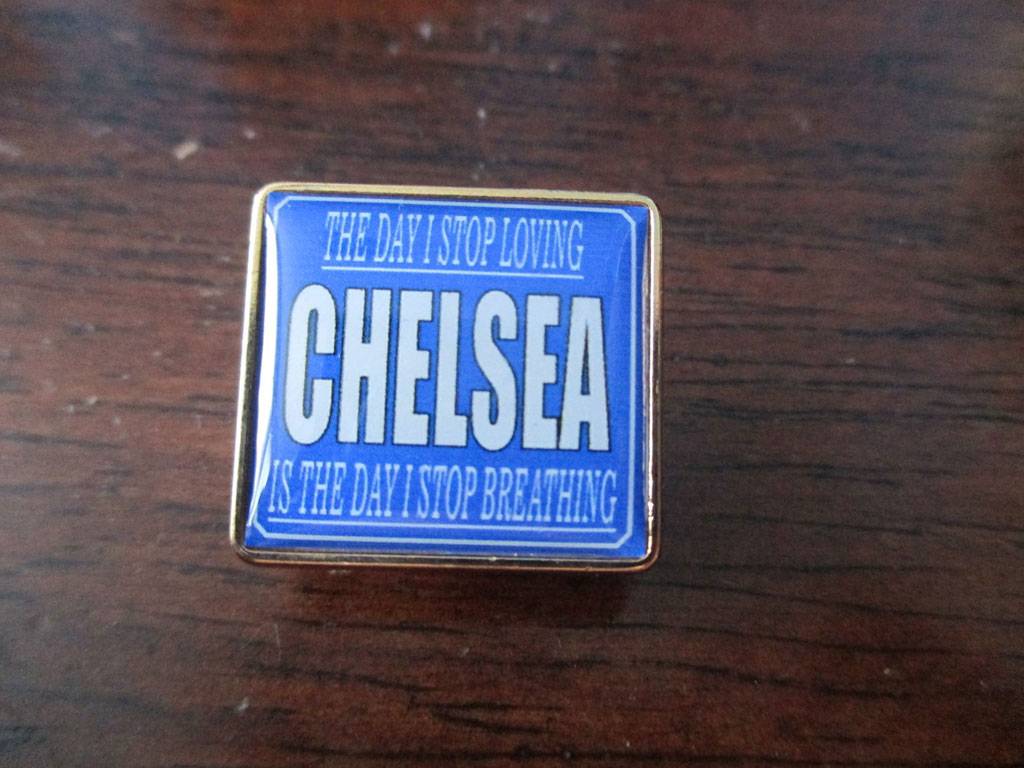 THE DAY I STOP LOVING
CHELSEA
IS THE DAY I STOP BREATHING